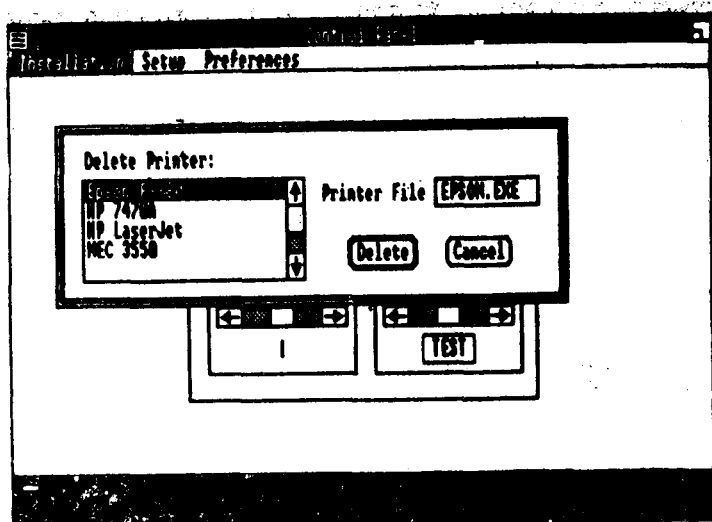 Control Panel
Installation Setup Preferences
Delete Printer:
Printer File EPSON.EXE
HP 7470A
HP LaserJet
NEC 3550
Delete Cancel
TEST